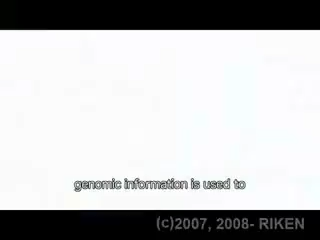 genomic information is used to
(c)2007, 2008- RIKEN